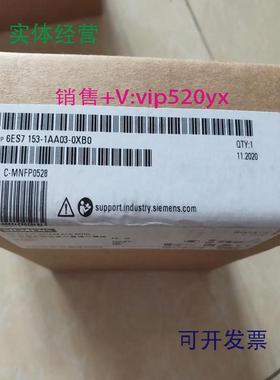 实体经营
销售+V:vip520yx
P 6ES7 153-1AA03-0XB0
QTY:1
11.2020
C-MNFP0528
support.industry.siemens.com
SIEMENS
可开发票